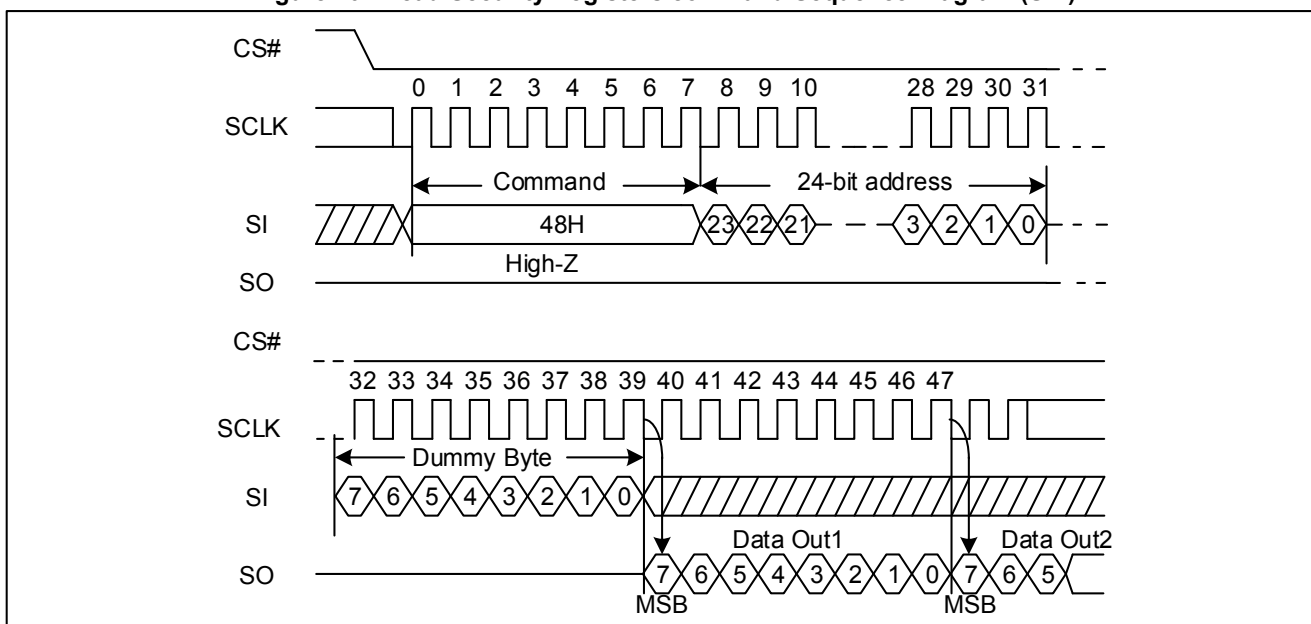 CS#
0 1 2 3 4 5 6 7 8 9 10 28 29 30 31
SCLK
Command 24-bit address
SI 48H 23 22 21 3 2 1 0
High-Z
SO
CS#
32 33 34 35 36 37 38 39 40 41 42 43 44 45 46 47
SCLK
Dummy Byte
SI 7 6 5 4 3 2 1 0
Data Out1 Data Out2
SO 7 6 5 4 3 2 1 0 7 6 5
MSB MSB